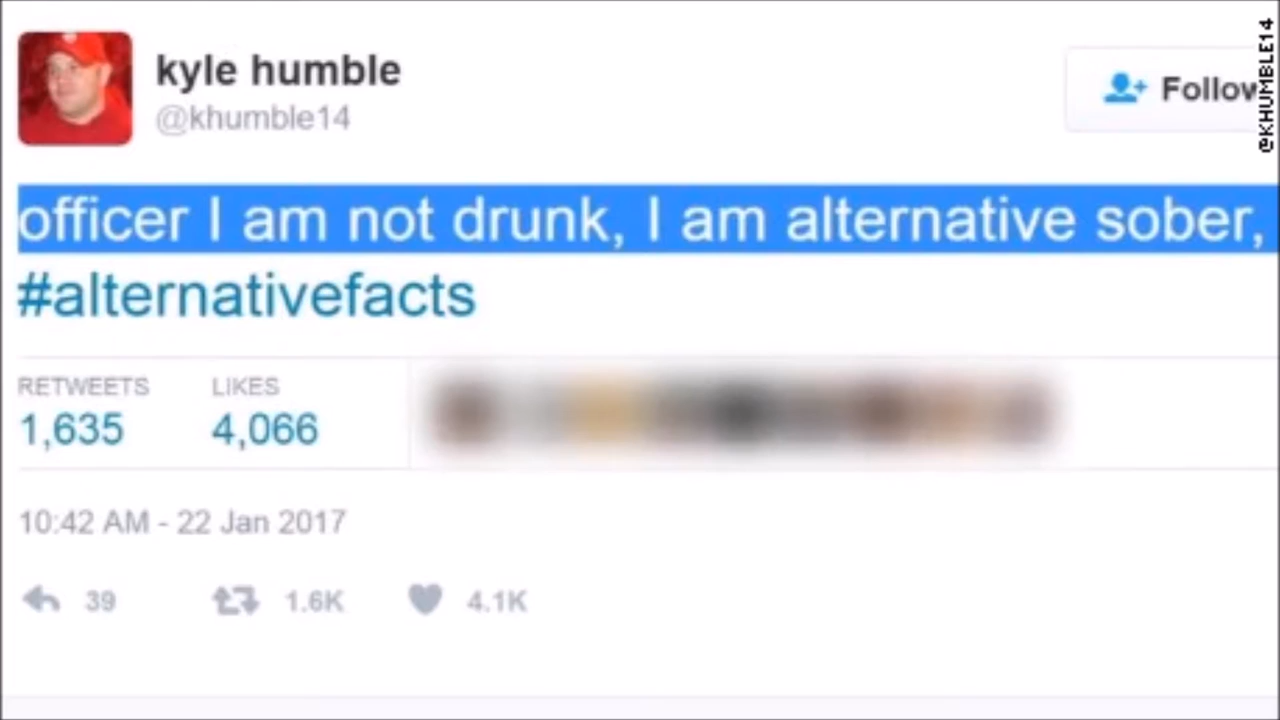 kyle humble
@khumble14
Follow
@KHUMBLE14
officer I am not drunk, I am alternative sober,
#alternativefacts
RETWEETS LIKES
1,635 4,066
10:42 AM - 22 Jan 2017
39 1.6K 4.1K